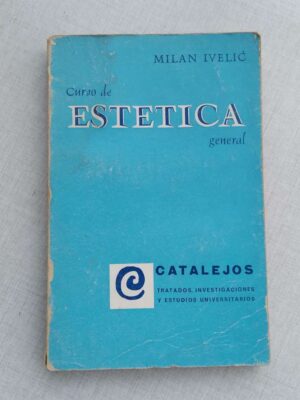 MILAN IVELIĆ
Curso de
ESTETICA
general
CATALEJOS
TRATADOS, INVESTIGACIONES
Y ESTUDIOS UNIVERSITARIOS